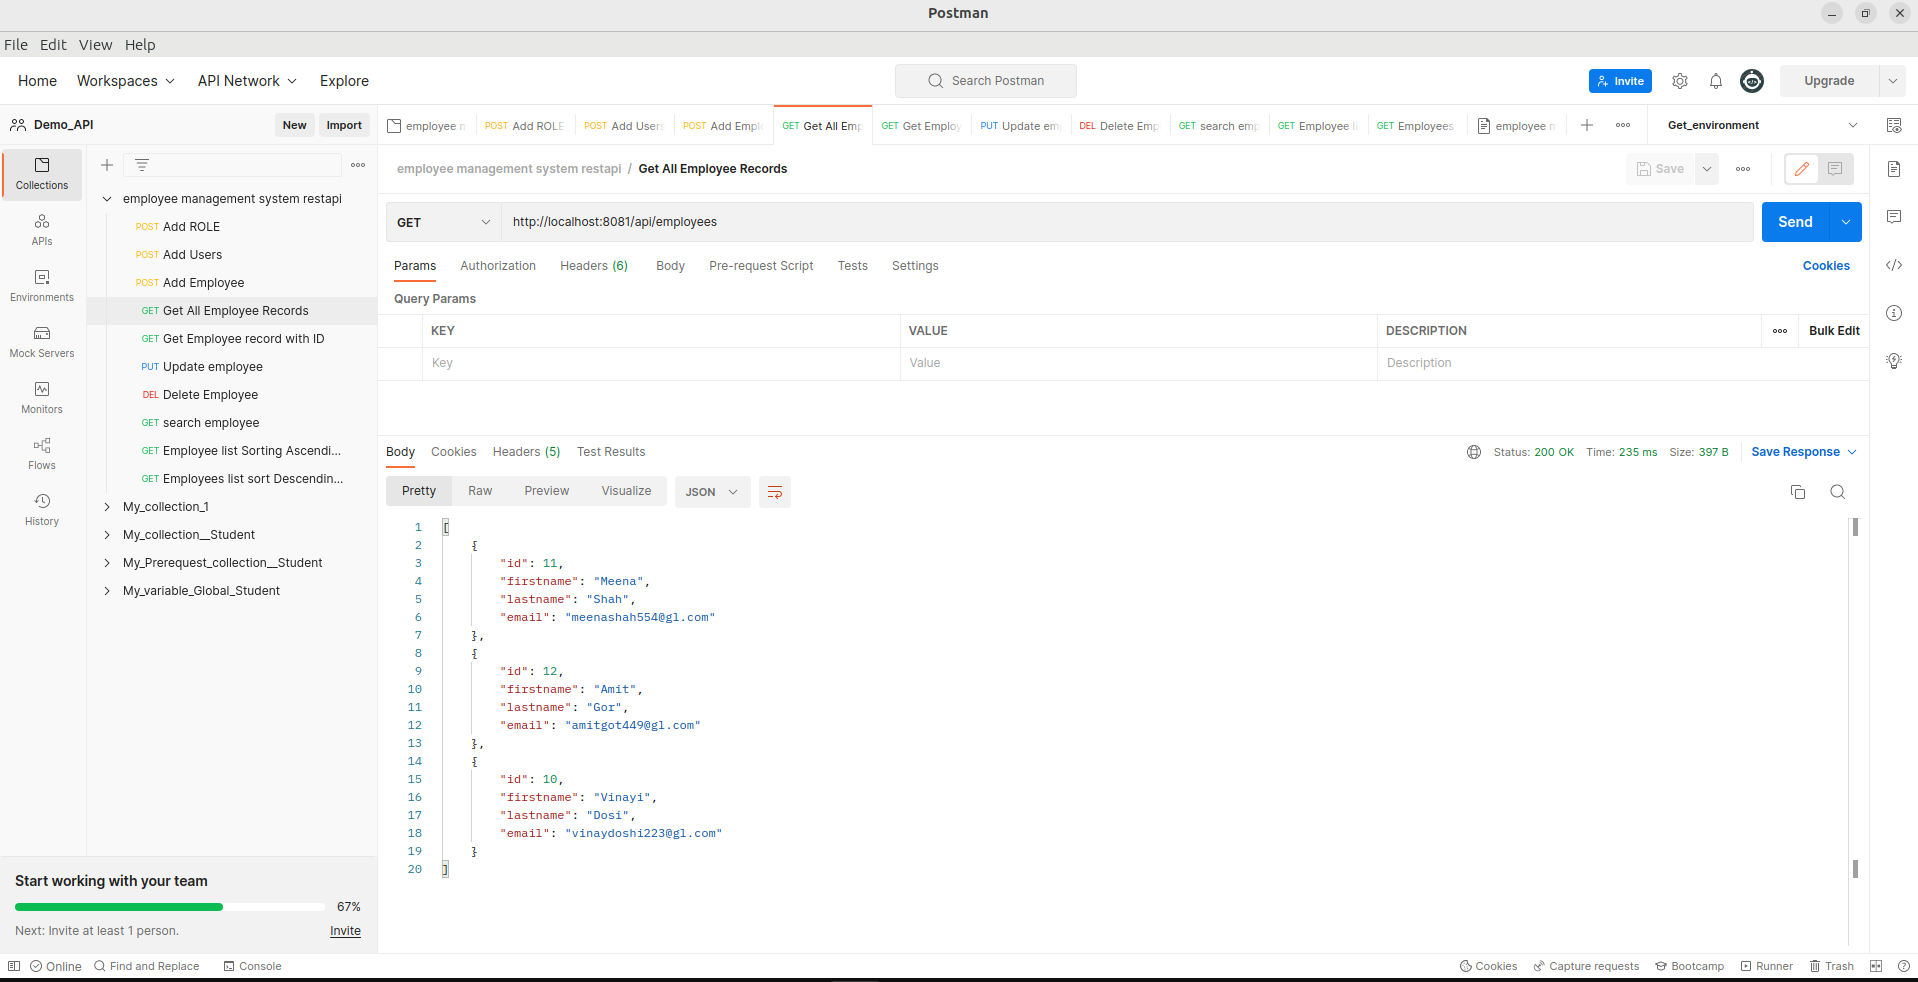 Postman
File Edit View Help
Home Workspaces API Network Explore Search Postman Invite Upgrade
Demo_API New Import
employee POST Add ROLE POST Add Users POST Add Empl GET Get All Emp GET Get Employ PUT Update em DEL Delete Emp GET search emp GET Employee GET Employees employee Get_environment
Collections
APIs
Environments
Mock Servers
Monitors
Flows
History
employee management system restapi
POST Add ROLE
POST Add Users
POST Add Employee
GET Get All Employee Records
GET Get Employee record with ID
PUT Update employee
DEL Delete Employee
GET search employee
GET Employee list Sorting Ascendi...
GET Employees list sort Descendin...
My_collection_1
My_collection__Student
My_Prerequest_collection__Student
My_variable_Global_Student
Start working with your team
67%
Next: Invite at least 1 person. Invite
employee management system restapi / Get All Employee Records Save
GET http://localhost:8081/api/employees Send
Params Authorization Headers (6) Body Pre-request Script Tests Settings Cookies
Query Params
KEY VALUE DESCRIPTION Bulk Edit
Key Value Description
Body Cookies Headers (5) Test Results Status: 200 OK Time: 235 ms Size: 397 B Save Response
Pretty Raw Preview Visualize JSON
1 [
2 {
3 "id": 11,
4 "firstname": "Meena",
5 "lastname": "Shah",
6 "email": "meenashah554@gl.com"
7 },
8 {
9 "id": 12,
10 "firstname": "Amit",
11 "lastname": "Gor",
12 "email": "amitgot449@gl.com"
13 },
14 {
15 "id": 10,
16 "firstname": "Vinayi",
17 "lastname": "Dosi",
18 "email": "vinaydoshi223@gl.com"
19 }
20 ]
Online Find and Replace Console Cookies Capture requests Bootcamp Runner Trash